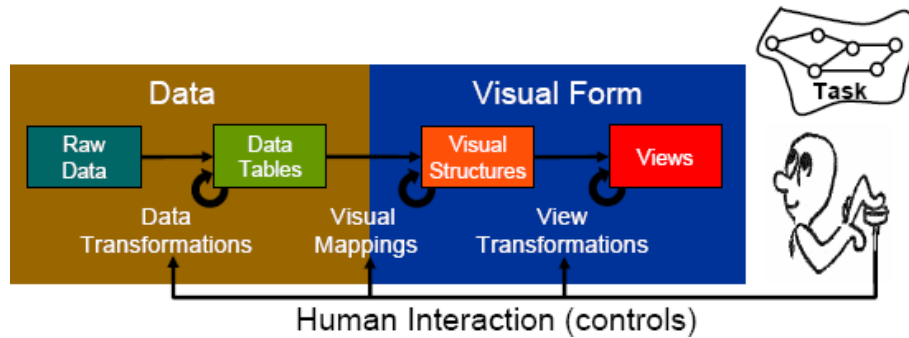 Task
Data
Visual Form
Raw
Data
Data
Tables
Visual
Structures
Views
Data
Transformations
Visual
Mappings
View
Transformations
Human Interaction (controls)